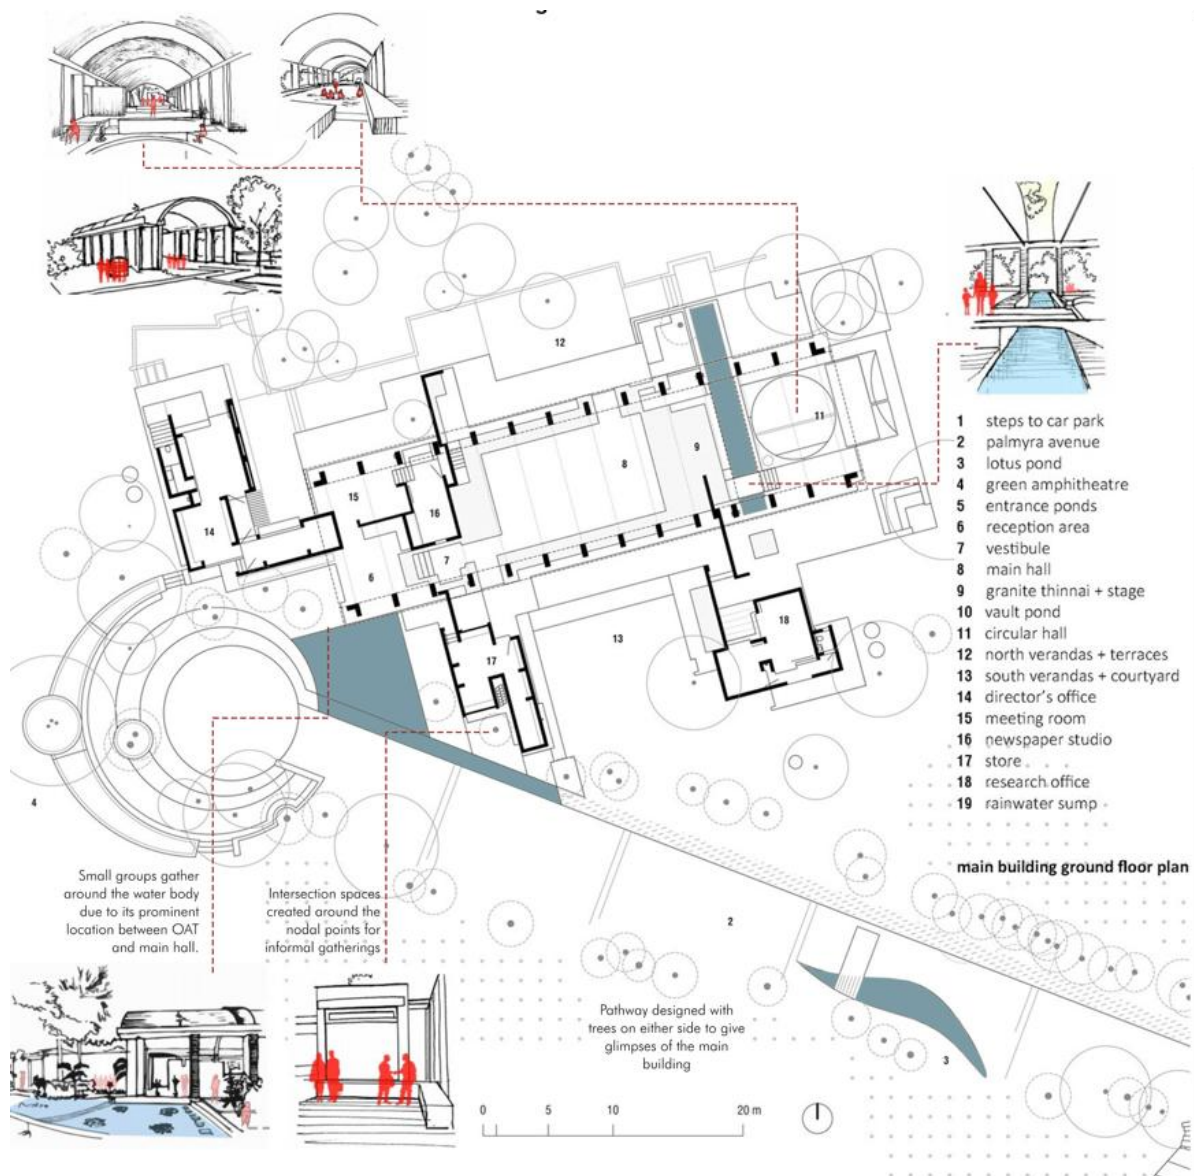 12
11
9
8
15
16
14
7
6
18
17
13
4
2
3
1 steps to car park
2 palmyra avenue
3 lotus pond
4 green amphitheatre
5 entrance ponds
6 reception area
7 vestibule
8 main hall
9 granite thinnai + stage
10 vault pond
11 circular hall
12 north verandas + terraces
13 south verandas + courtyard
14 director's office
15 meeting room
16 newspaper studio
17 store
18 research office
19 rainwater sump
main building ground floor plan
Small groups gather
around the water body
due to its prominent
location between OAT
and main hall.
Intersection spaces
created around the
nodal points for
informal gatherings
Pathway designed with
trees on either side to give
glimpses of the main
building
0 5 10 20 m